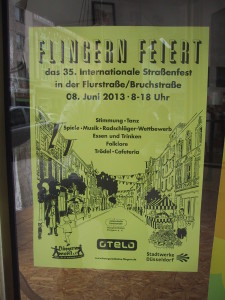 FLINGERN FEIERT
das 35. Internationale Straßenfest
in der Flurstraße/Bruchstraße
08. Juni 2013 · 8-18 Uhr
Stimmung · Tanz
Spiele · Musik · Radschläger-Wettbewerb
Essen und Trinken
Folklore
Trödel · Cafeteria
OTELO
Stadtwerke
Düsseldorf